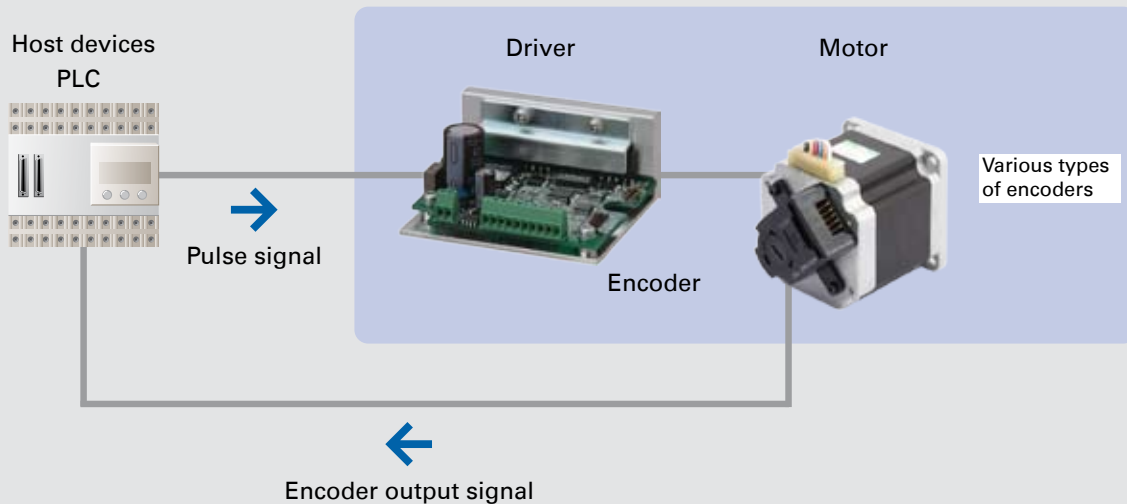 Host devices
PLC
Driver
Motor
Various types
of encoders
Pulse signal
Encoder
Encoder output signal